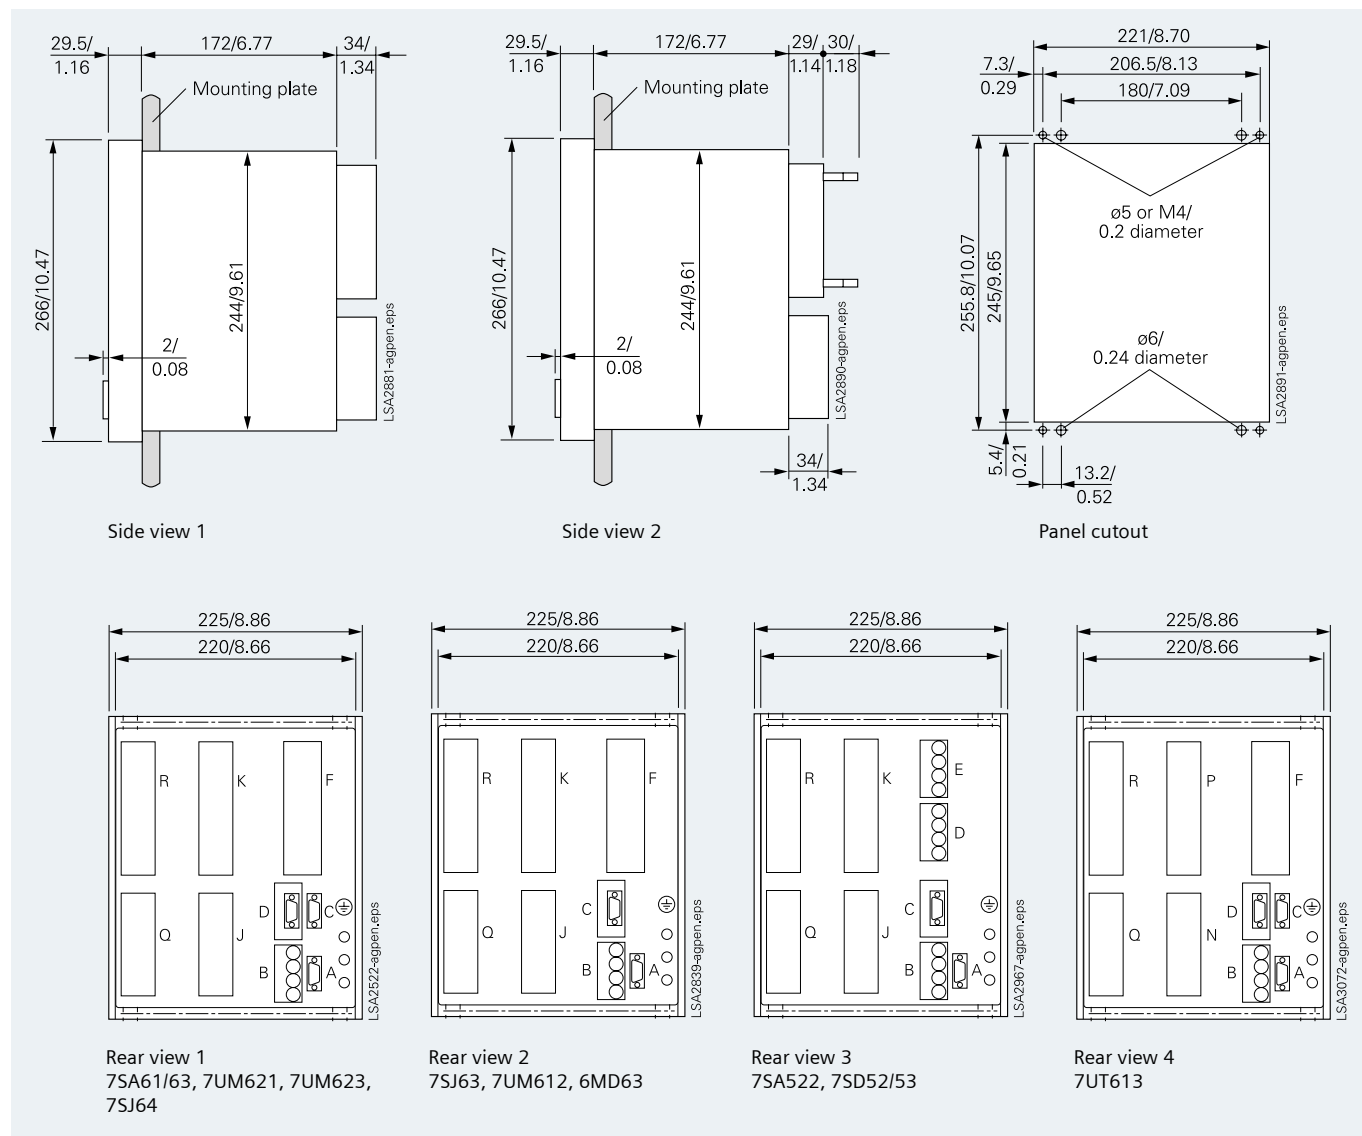 29.5/
1.16
172/6.77
34/
1.34
Mounting plate
266/10.47
244/9.61
2/
0.08
LSA2881-agpen.eps
Side view 1
29.5/
1.16
172/6.77
29/
1.14
30/
1.18
Mounting plate
266/10.47
244/9.61
2/
0.08
LSA2890-agpen.eps
34/
1.34
Side view 2
221/8.70
7.3/
0.29
206.5/8.13
180/7.09
ø5 or M4/
0.2 diameter
255.8/10.07
245/9.65
ø6/
0.24 diameter
LSA2891-agpen.eps
5.4/
0.21
13.2/
0.52
Panel cutout
225/8.86
220/8.66
R
K
F
D
C
Q
J
B
A
LSA2522-agpen.eps
Rear view 1
7SA61/63, 7UM621, 7UM623,
7SJ64
225/8.86
220/8.66
R
K
F
C
Q
J
B
A
LSA2839-agpen.eps
Rear view 2
7SJ63, 7UM612, 6MD63
225/8.86
220/8.66
R
K
E
D
C
Q
J
B
A
LSA2967-agpen.eps
Rear view 3
7SA522, 7SD52/53
225/8.86
220/8.66
R
P
F
D
C
Q
N
B
A
LSA3072-agpen.eps
Rear view 4
7UT613